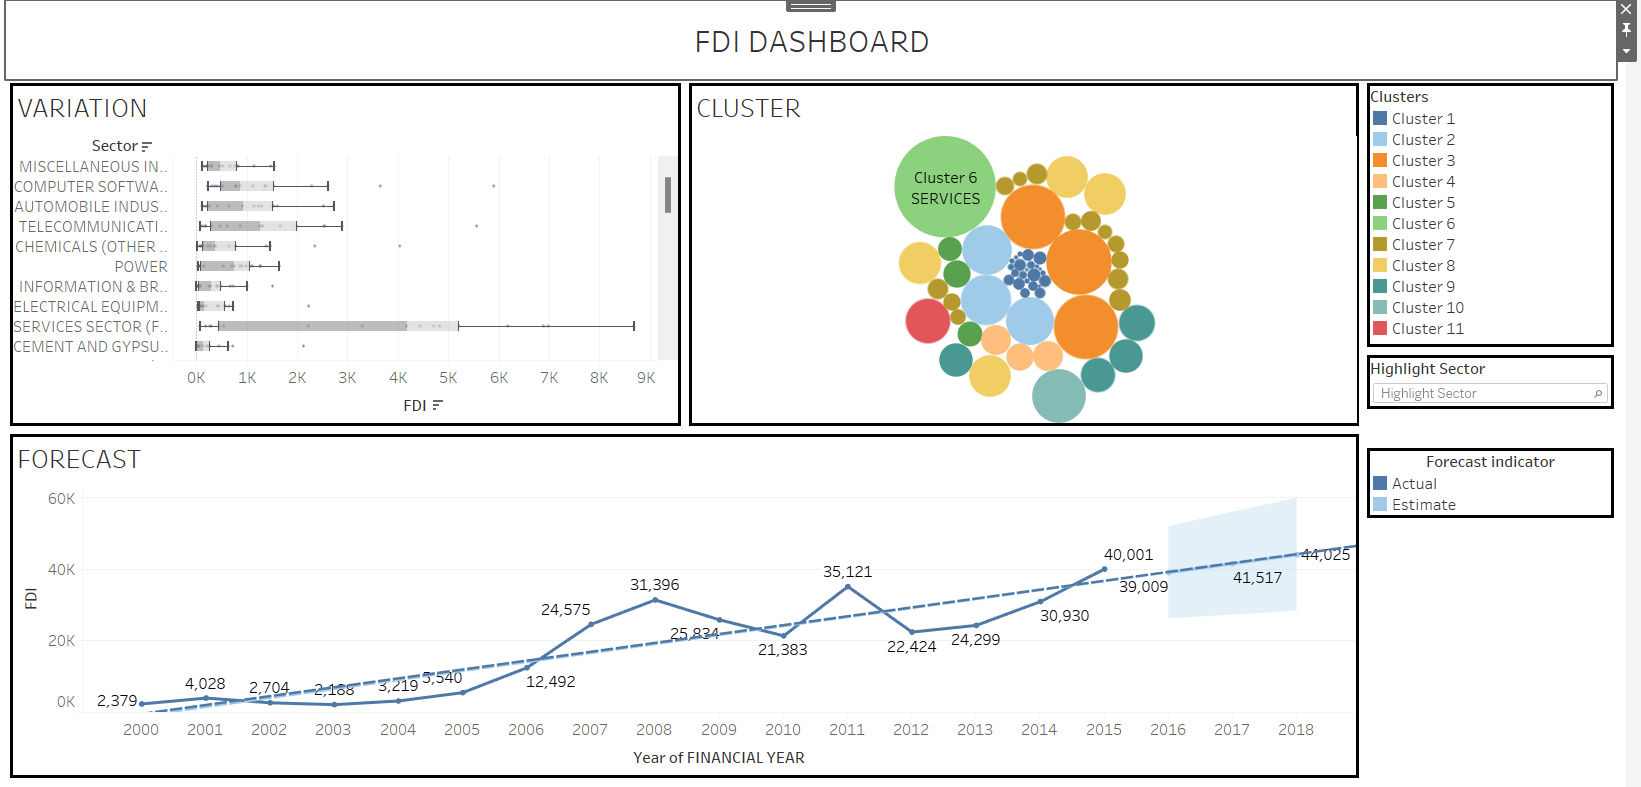 FDI DASHBOARD
VARIATION
Sector
MISCELLANEOUS IN..
COMPUTER SOFTWA..
AUTOMOBILE INDUS..
TELECOMMUNICATI..
CHEMICALS (OTHER ..
POWER
INFORMATION & BR..
ELECTRICAL EQUIPM..
SERVICES SECTOR (F..
CEMENT AND GYPSU..
0K 1K 2K 3K 4K 5K 6K 7K 8K 9K
FDI
CLUSTER
Cluster 6
SERVICES
Clusters
Cluster 1
Cluster 2
Cluster 3
Cluster 4
Cluster 5
Cluster 6
Cluster 7
Cluster 8
Cluster 9
Cluster 10
Cluster 11
Highlight Sector
Highlight Sector
FORECAST
FDI
60K
40K
20K
0K
2,379
4,028
2,704
2,188
3,219
5,540
12,492
24,575
31,396
25,834
21,383
35,121
22,424
24,299
30,930
40,001
39,009
41,517
44,025
2000 2001 2002 2003 2004 2005 2006 2007 2008 2009 2010 2011 2012 2013 2014 2015 2016 2017 2018
Year of FINANCIAL YEAR
Forecast indicator
Actual
Estimate